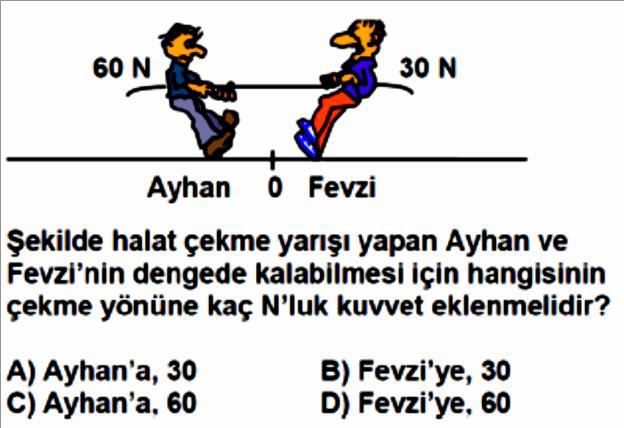 60 N 30 N
Ayhan 0 Fevzi
Şekilde halat çekme yarışı yapan Ayhan ve
Fevzi'nin dengede kalabilmesi için hangisinin
çekme yönüne kaç N'luk kuvvet eklenmelidir?
A) Ayhan'a, 30 B) Fevzi'ye, 30
C) Ayhan'a, 60 D) Fevzi'ye, 60